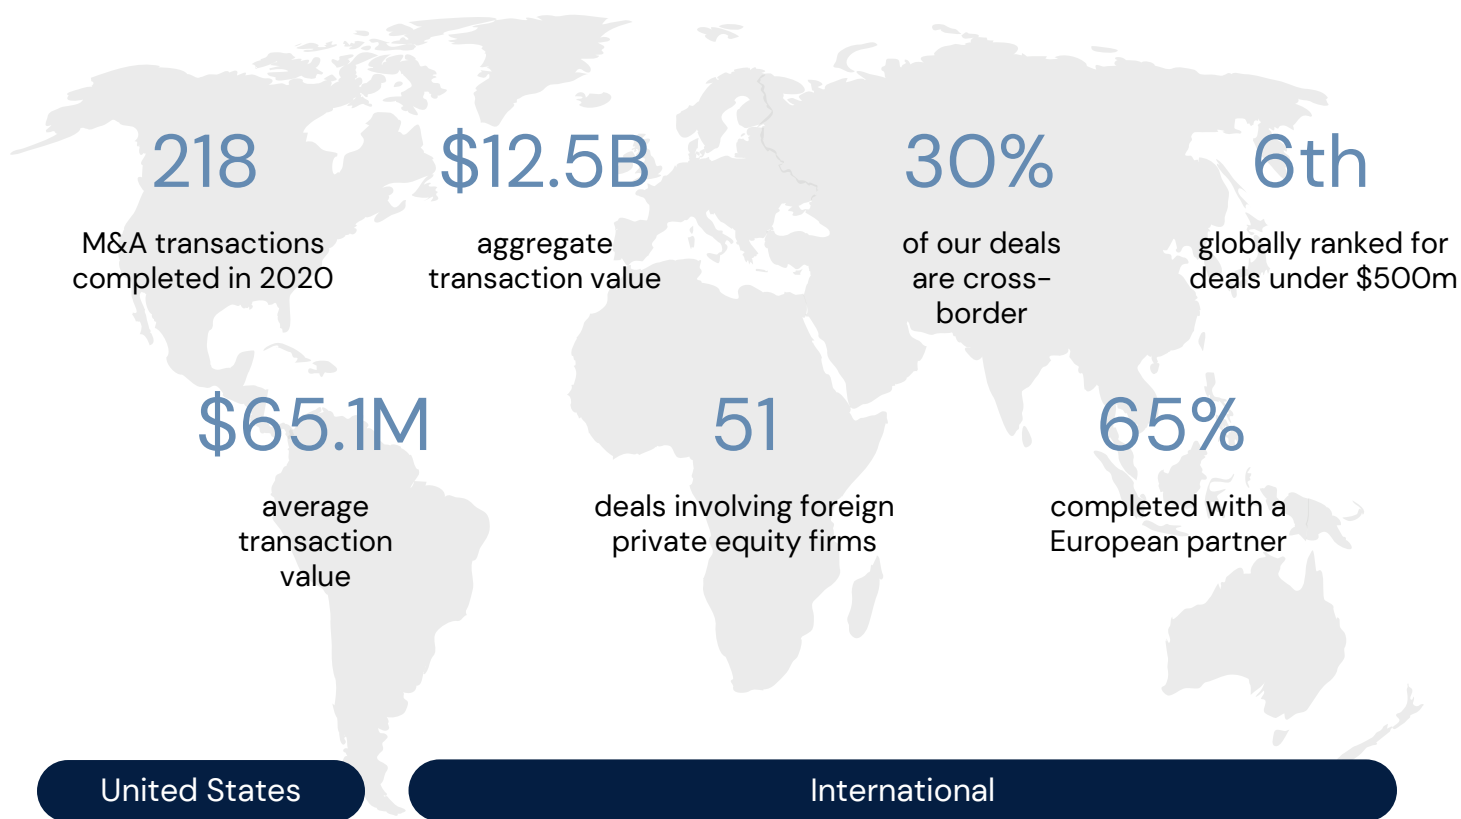 218
M&A transactions
completed in 2020
$12.5B
aggregate
transaction value
30%
of our deals
are cross-
border
6th
globally ranked for
deals under $500m
$65.1M
average
transaction
value
51
deals involving foreign
private equity firms
65%
completed with a
European partner
United States
International